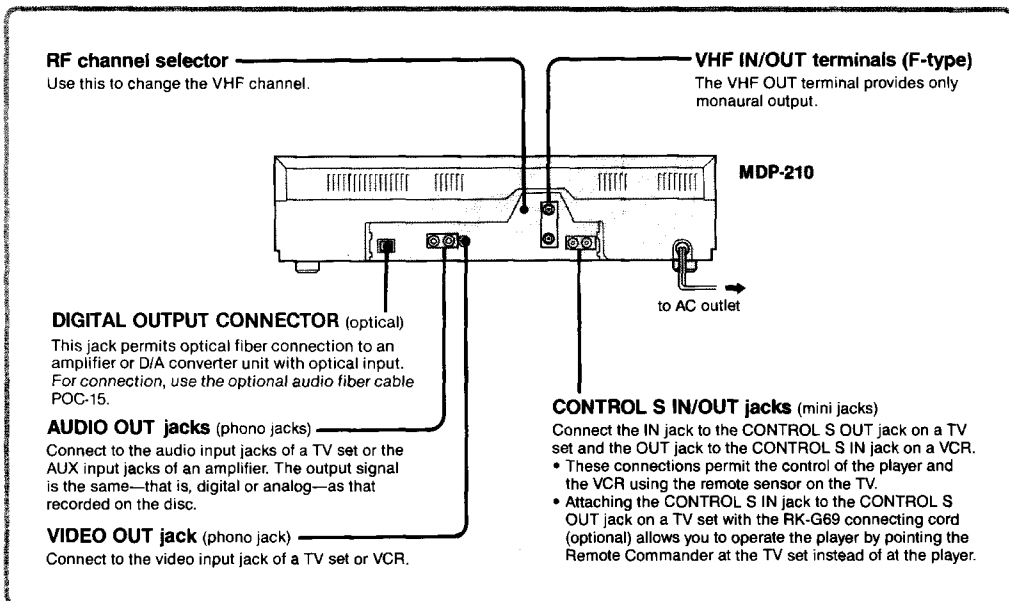 RF channel selector
Use this to change the VHF channel.
VHF IN/OUT terminals (F-type)
The VHF OUT terminal provides only
monaural output.
MDP-210
to AC outlet
DIGITAL OUTPUT CONNECTOR (optical)
This jack permits optical fiber connection to an
amplifier or D/A converter unit with optical input.
For connection, use the optional audio fiber cable
POC-15.
AUDIO OUT jacks (phono jacks)
Connect to the audio input jacks of a TV set or the
AUX input jacks of an amplifier. The output signal
is the same—that is, digital or analog—as that
recorded on the disc.
VIDEO OUT jack (phono jack)
Connect to the video input jack of a TV set or VCR.
CONTROL S IN/OUT jacks (mini jacks)
Connect the IN jack to the CONTROL S OUT jack on a TV
set and the OUT jack to the CONTROL S IN jack on a VCR.
• These connections permit the control of the player and
the VCR using the remote sensor on the TV.
• Attaching the CONTROL S IN jack to the CONTROL S
OUT jack on a TV set with the RK-G69 connecting cord
(optional) allows you to operate the player by pointing the
Remote Commander at the TV set instead of at the player.